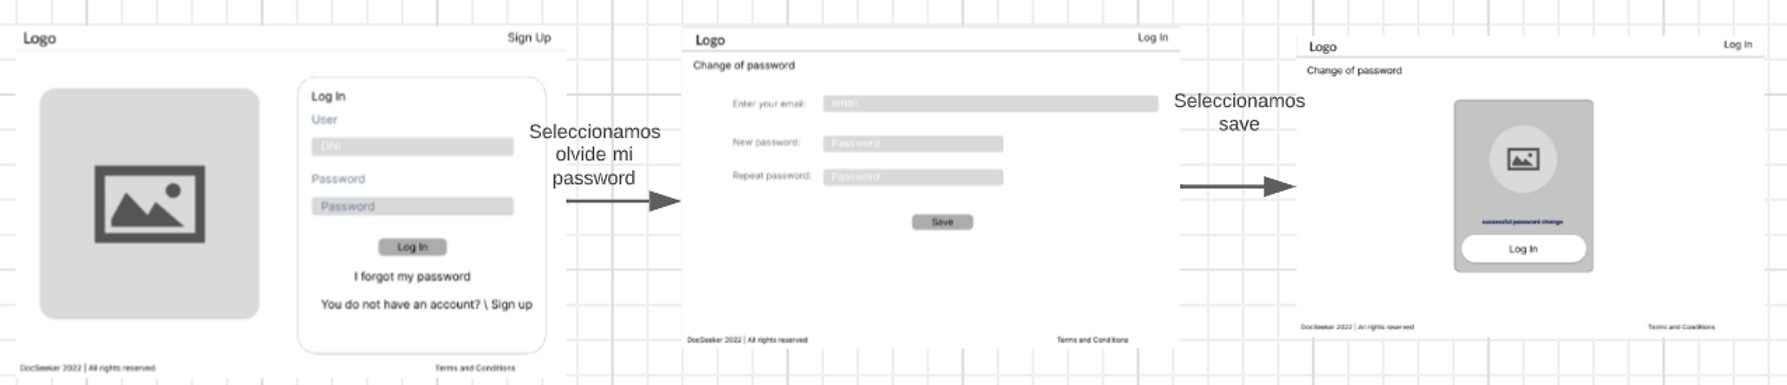 Logo
Sign Up
Log In
User
DNI
Password
Password
Log In
I forgot my password
You do not have an account? \ Sign up
DocSeeker 2022 | All rights reserved
Terms and Conditions
Seleccionamos
olvide mi
password
Logo
Log In
Change of password
Enter your email:
email
New password:
Password
Repeat password:
Password
Save
DocSeeker 2022 | All rights reserved
Terms and Conditions
Seleccionamos
save
Logo
Log In
Change of password
successful password change
Log In
DocSeeker 2022 | All rights reserved
Terms and Conditions